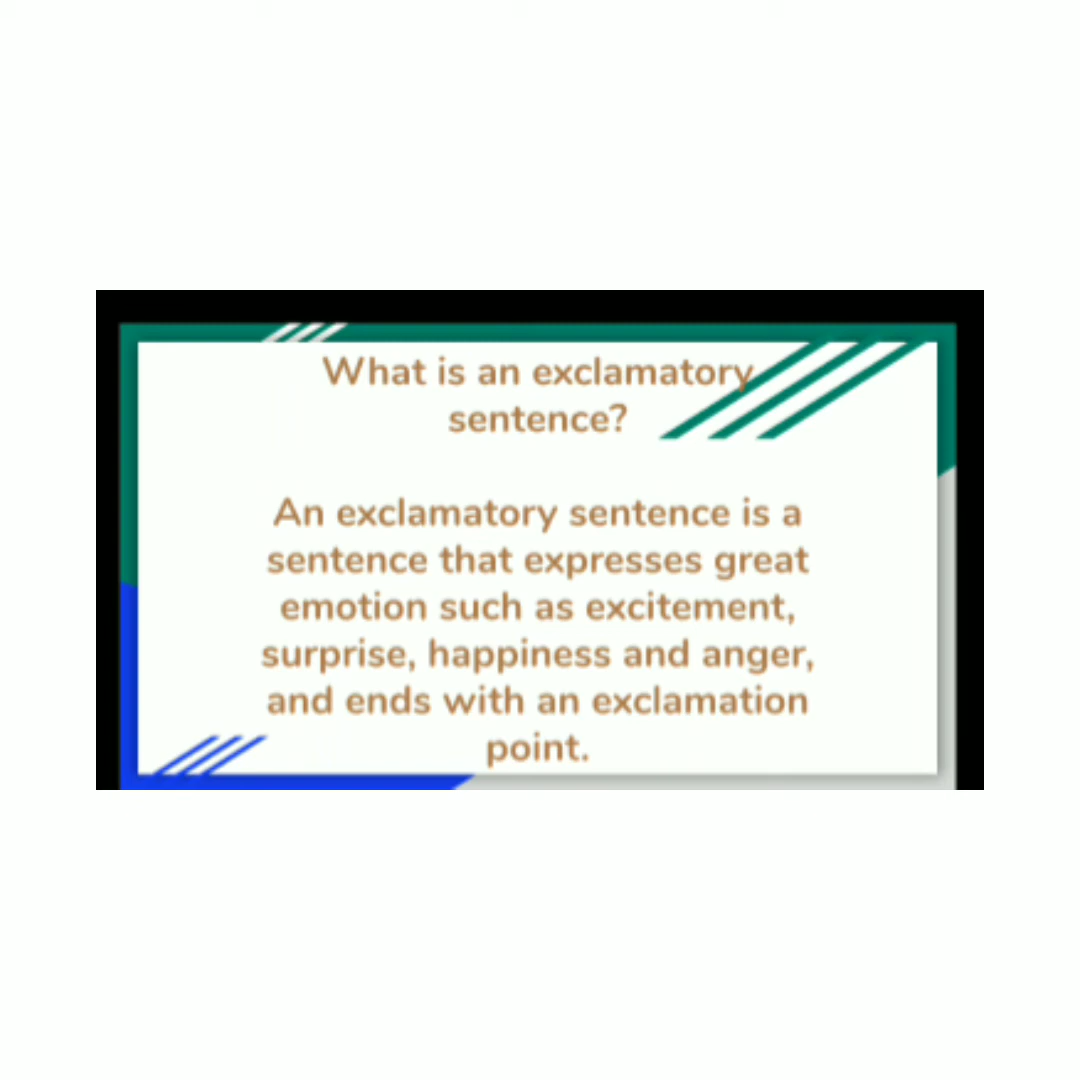 What is an exclamatory
sentence?
An exclamatory sentence is a
sentence that expresses great
emotion such as excitement,
surprise, happiness and anger,
and ends with an exclamation
point.